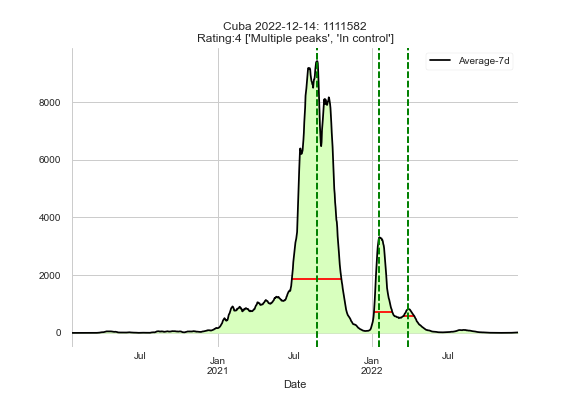 Cuba 2022-12-14: 1111582
Rating:4 ['Multiple peaks', 'In control']
Average-7d
8000
6000
4000
2000
0
Jul
Jan
2021
Jul
Jan
2022
Jul
Date